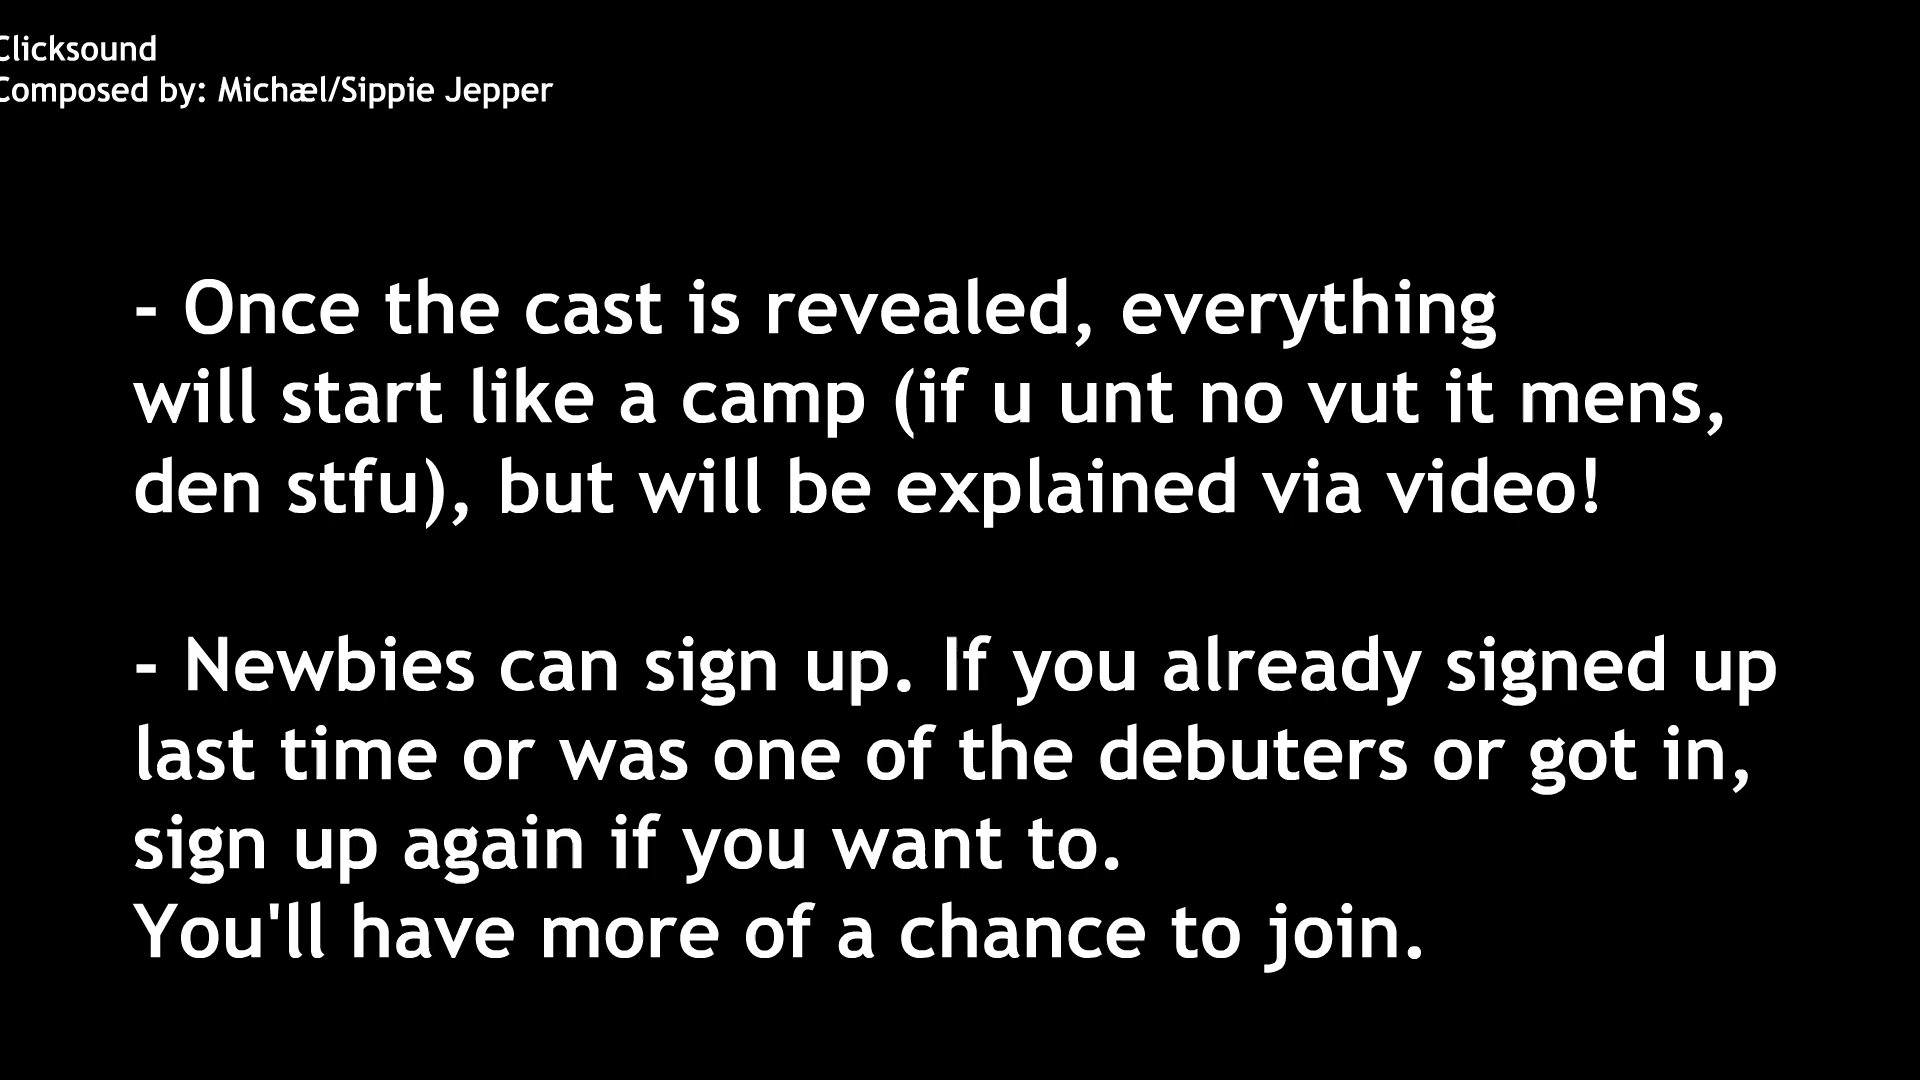 Clicksound
Composed by: Michæl/Sippie Jepper
- Once the cast is revealed, everything
will start like a camp (if u unt no vut it mens,
den stfu), but will be explained via video!
- Newbies can sign up. If you already signed up
last time or was one of the debuters or got in,
sign up again if you want to.
You'll have more of a chance to join.